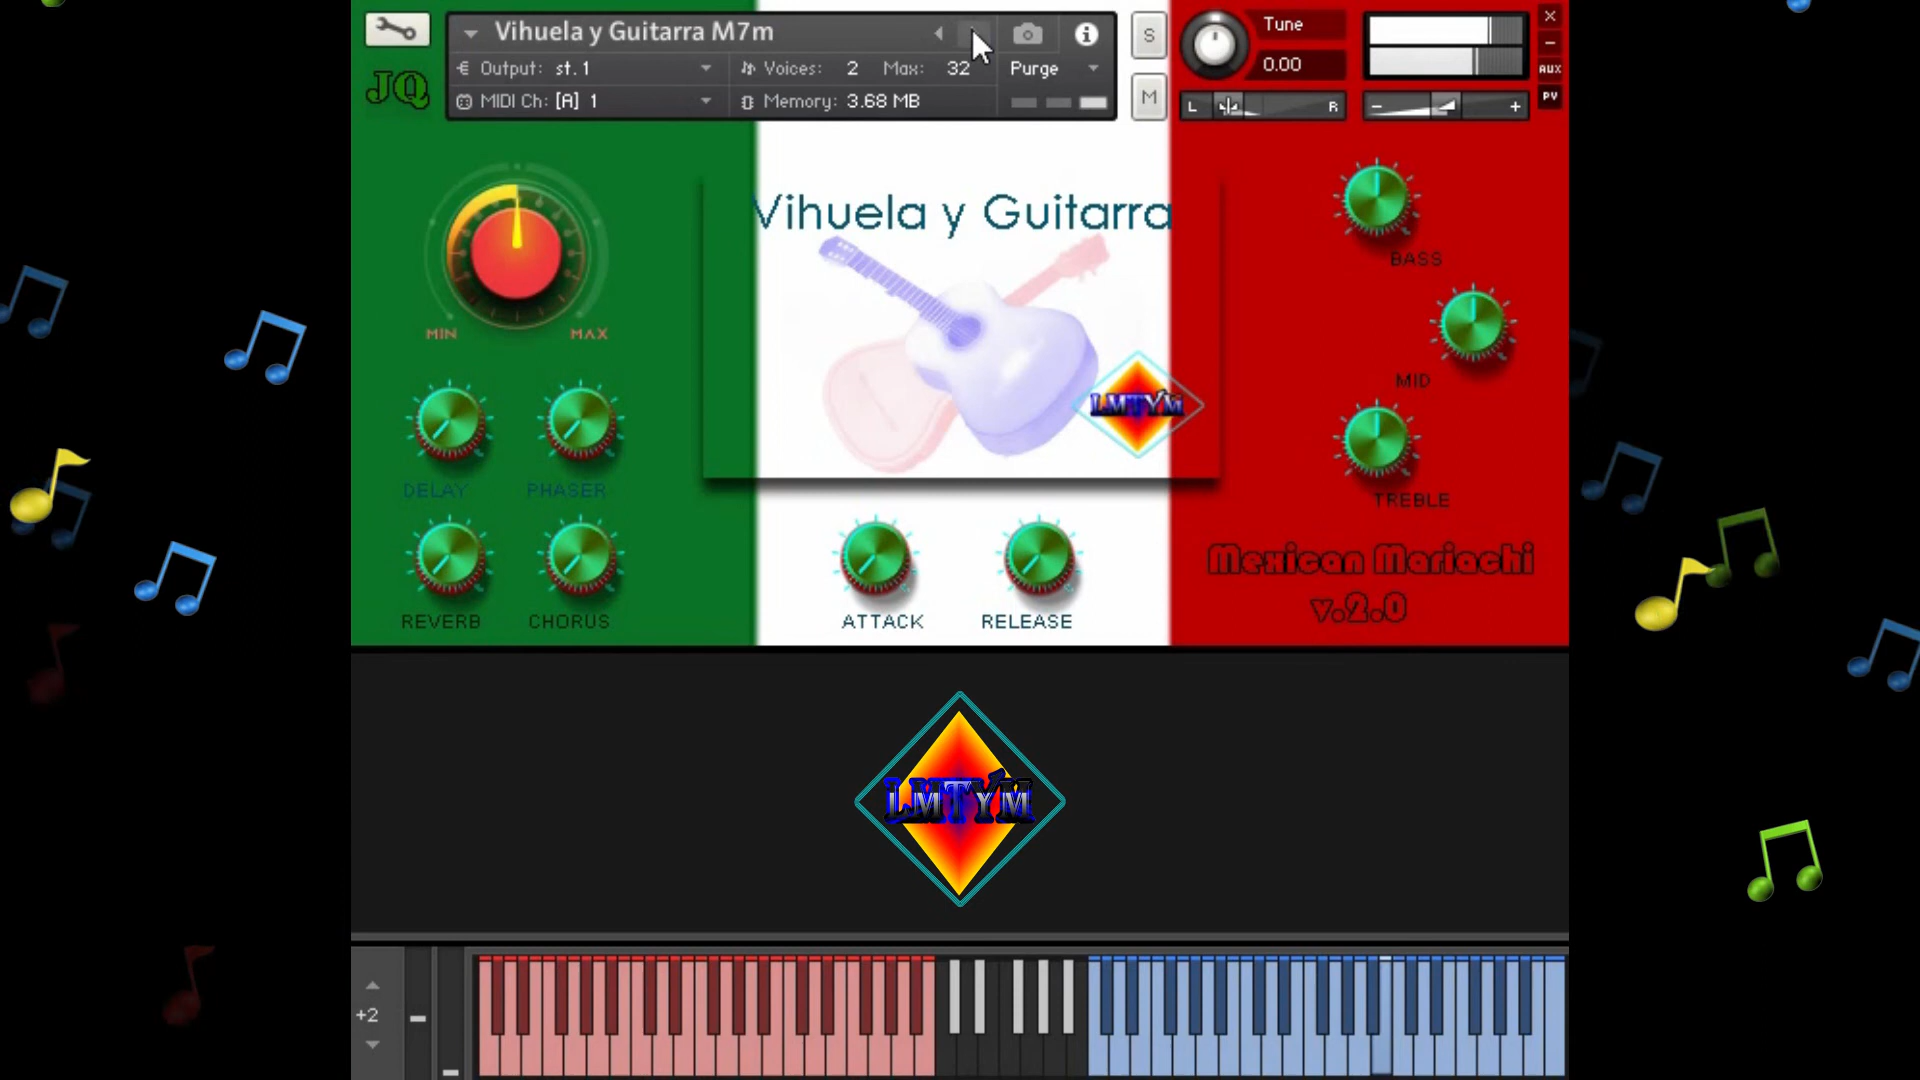 Vihuela y Guitarra M7m
Output: st. 1
Voices: 2 Max: 32
Purge
MIDI Ch: [A] 1
Memory: 3.68 MB
S
M
Tune
0.00
L R
- +
X
AUX
PV
JQ
Vihuela y Guitarra
LMTYM
MIN MAX
DELAY PHASER
REVERB CHORUS
ATTACK RELEASE
BASS
MID
TREBLE
Mexican Mariachi
v.2.0
LMTÝM
+2